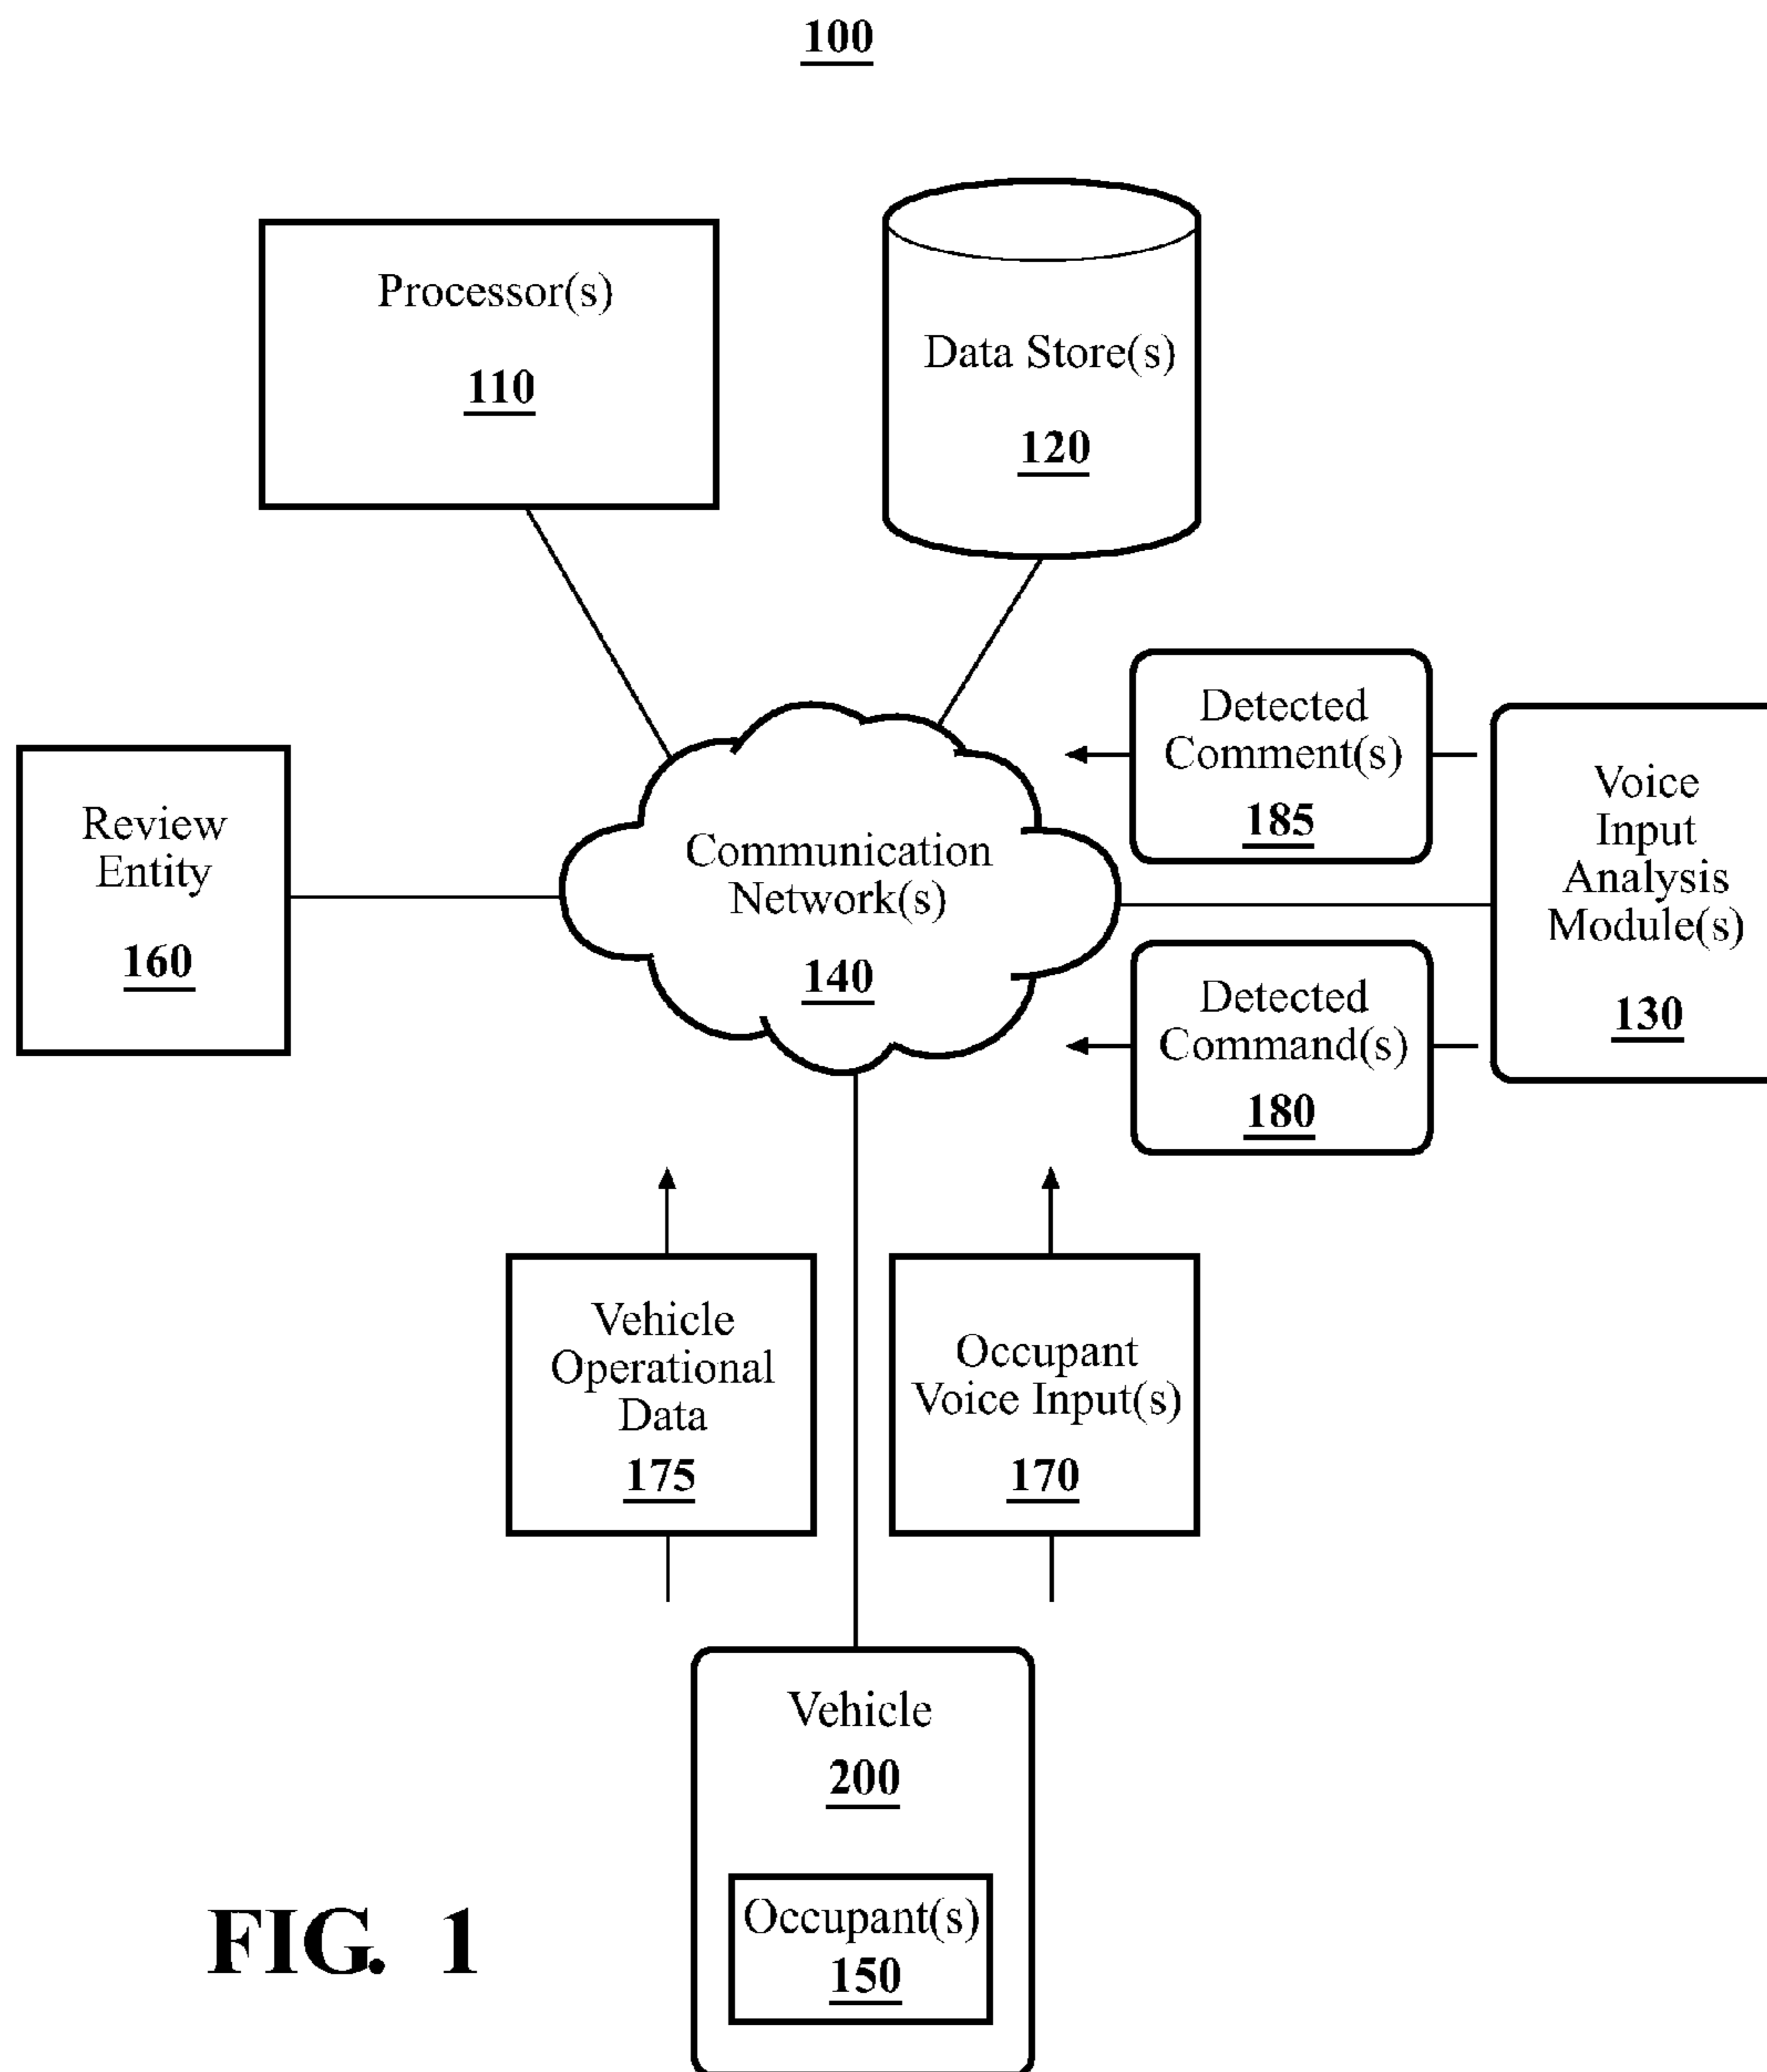 100
Processor(s)
110
Data Store(s)
120
Detected
Comment(s)
185
Voice
Input
Analysis
Module(s)
130
Review
Entity
160
Communication
Network(s)
140
Detected
Command(s)
180
Vehicle
Operational
Data
175
Occupant
Voice Input(s)
170
Vehicle
200
Occupant(s)
150
FIG. 1